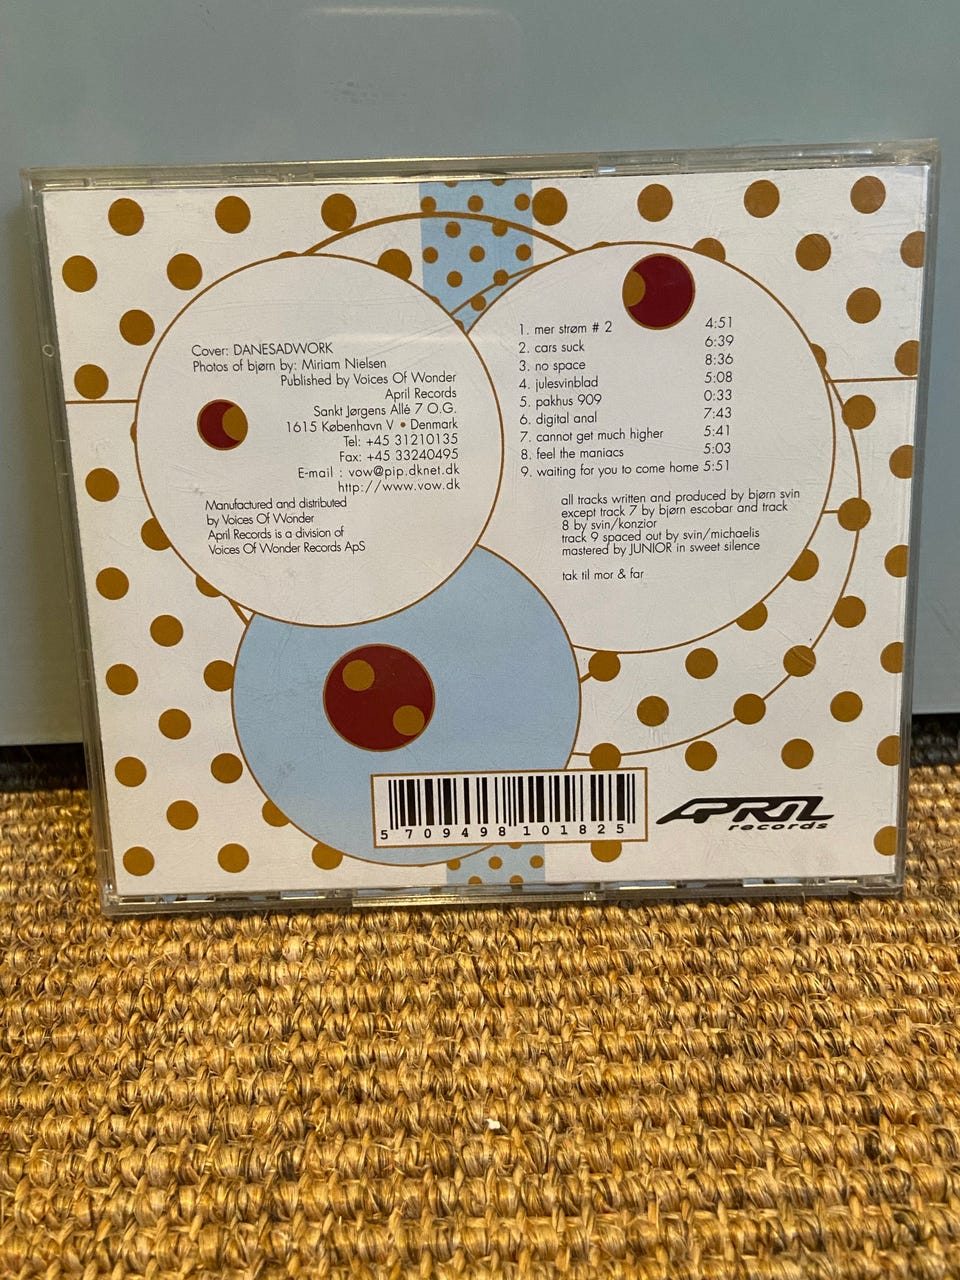 Cover: DANESADWORK
Photos of bjørn by: Miriam Nielsen
Published by Voices Of Wonder
April Records
Sankt Jørgens Allé 7 O.G.
1615 København V • Denmark
Tel: +45 31210135
Fax: +45 33240495
E-mail : vow@pip.dknet.dk
http://www.vow.dk
Manufactured and distributed
by Voices Of Wonder
April Records is a division of
Voices Of Wonder Records ApS
1. mer strøm # 2 4:51
2. cars suck 6:39
3. no space 8:36
4. julesvinblad 5:08
5. pakhus 909 0:33
6. digital anal 7:43
7. cannot get much higher 5:41
8. feel the maniacs 5:03
9. waiting for you to come home 5:51
all tracks written and produced by bjørn svin
except track 7 by bjørn escobar and track
8 by svin/konzior
track 9 spaced out by svin/michaelis
mastered by JUNIOR in sweet silence
tak til mor & far
5 709498 101825
APRIL
records